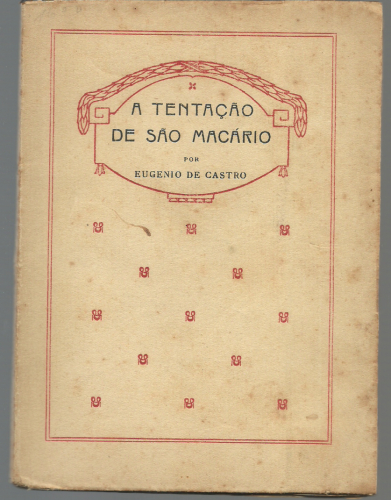 A TENTAÇÃO
DE SÃO MACÁRIO
POR
EUGENIO DE CASTRO